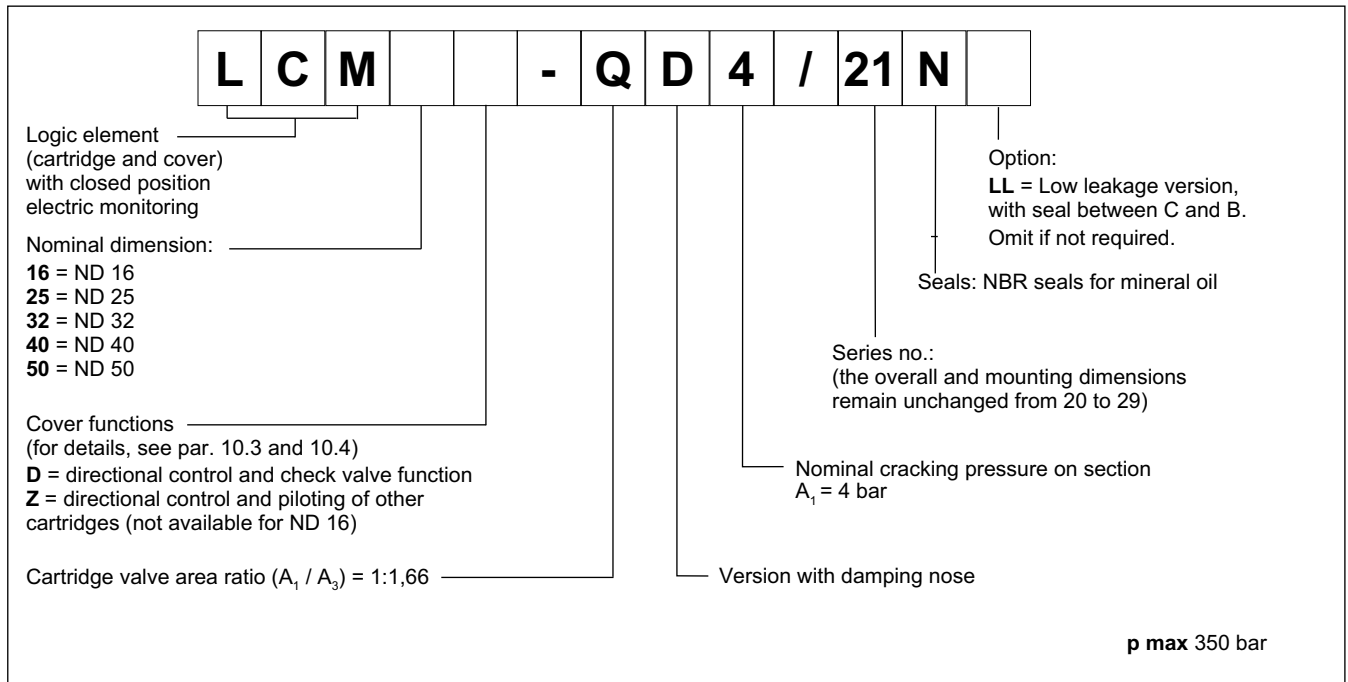 L C M - Q D 4 / 21 N
Logic element
(cartridge and cover)
with closed position
electric monitoring
Nominal dimension:
16 = ND 16
25 = ND 25
32 = ND 32
40 = ND 40
50 = ND 50
Cover functions
(for details, see par. 10.3 and 10.4)
D = directional control and check valve function
Z = directional control and piloting of other
cartridges (not available for ND 16)
Cartridge valve area ratio (A₁ / A₃) = 1:1,66
Option:
LL = Low leakage version,
with seal between C and B.
Omit if not required.
Seals: NBR seals for mineral oil
Series no.:
(the overall and mounting dimensions
remain unchanged from 20 to 29)
Nominal cracking pressure on section
A₁ = 4 bar
Version with damping nose
p max 350 bar